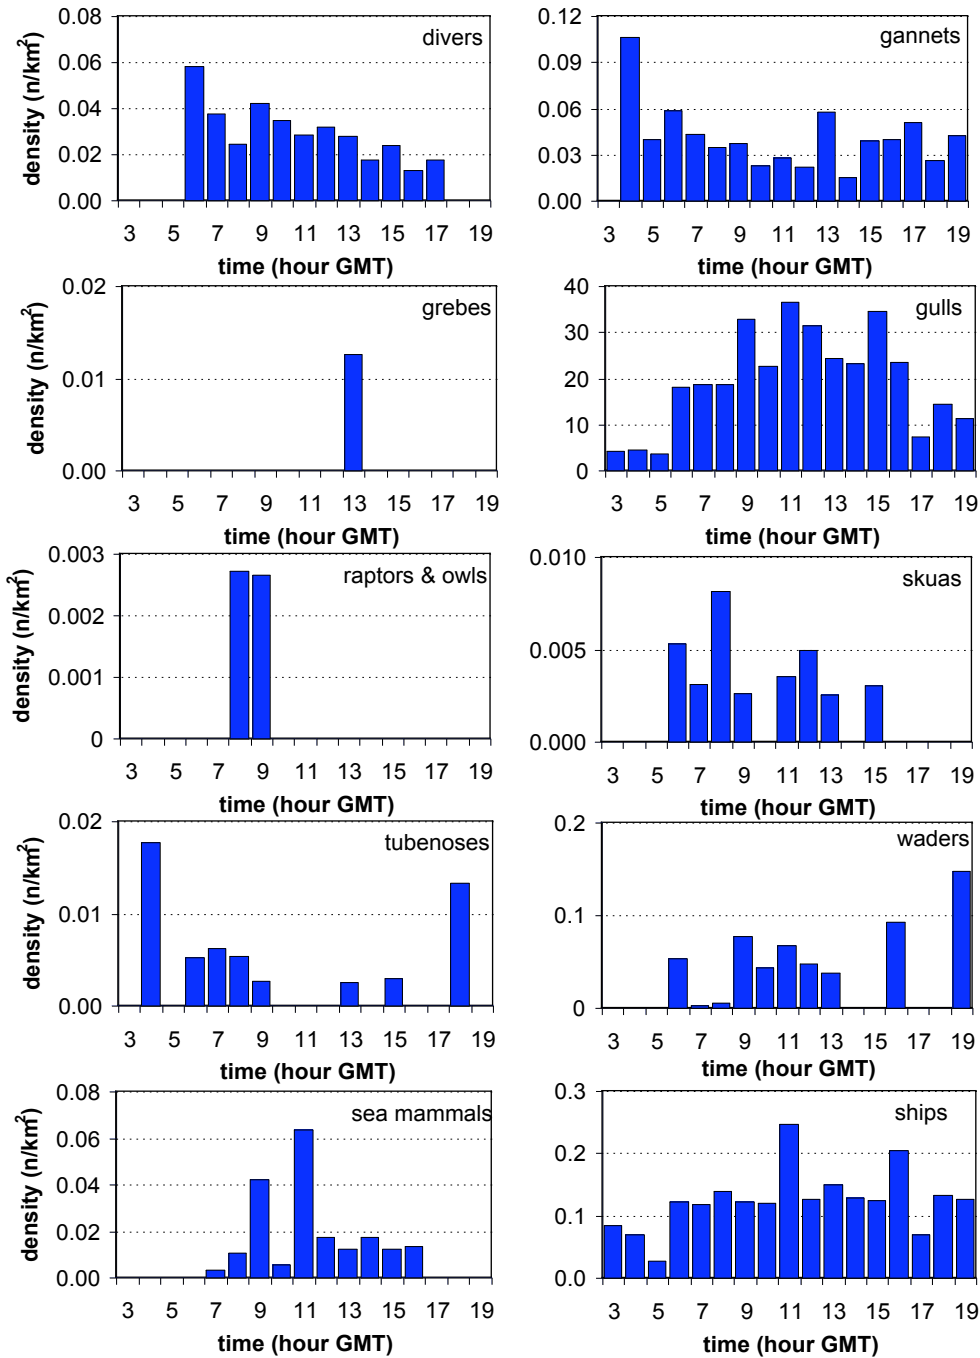 divers
density (n/km²)
0.08
0.06
0.04
0.02
0.00
3 5 7 9 11 13 15 17 19
time (hour GMT)
gannets
0.12
0.09
0.06
0.03
0.00
3 5 7 9 11 13 15 17 19
time (hour GMT)
grebes
density (n/km²)
0.02
0.01
0.00
3 5 7 9 11 13 15 17 19
time (hour GMT)
gulls
40
30
20
10
0
3 5 7 9 11 13 15 17 19
time (hour GMT)
raptors & owls
density (n/km²)
0.003
0.002
0.001
0
3 5 7 9 11 13 15 17 19
time (hour GMT)
skuas
0.010
0.005
0.000
3 5 7 9 11 13 15 17 19
time (hour GMT)
tubenoses
density (n/km²)
0.02
0.01
0.00
3 5 7 9 11 13 15 17 19
time (hour GMT)
waders
0.2
0.1
0
3 5 7 9 11 13 15 17 19
time (hour GMT)
sea mammals
density (n/km²)
0.08
0.06
0.04
0.02
0.00
3 5 7 9 11 13 15 17 19
time (hour GMT)
ships
0.3
0.2
0.1
0.0
3 5 7 9 11 13 15 17 19
time (hour GMT)